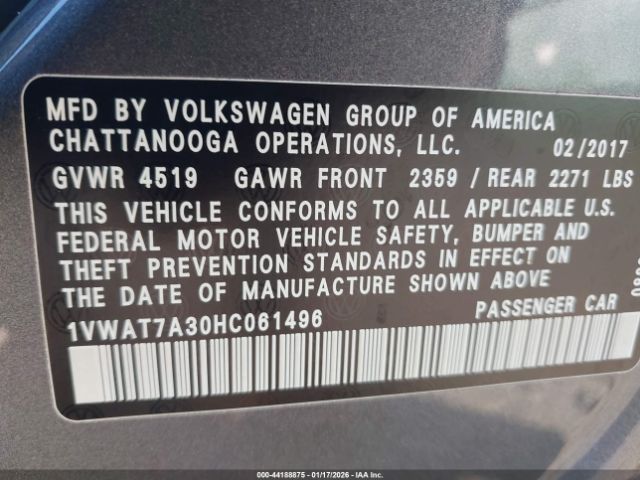 MFD BY VOLKSWAGEN GROUP OF AMERICA
CHATTANOOGA OPERATIONS, LLC. 02/2017
GVWR 4519 GAWR FRONT 2359 / REAR 2271 LBS
THIS VEHICLE CONFORMS TO ALL APPLICABLE U.S.
FEDERAL MOTOR VEHICLE SAFETY, BUMPER AND
THEFT PREVENTION STANDARDS IN EFFECT ON
THE DATE OF MANUFACTURE SHOWN ABOVE
1VWAT7A30HC061496 PASSENGER CAR
000-44188875 - 01/17/2026 - IAA Inc.